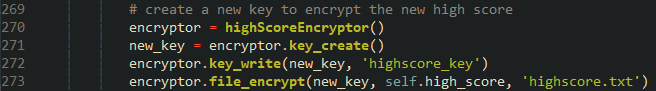 269 # create a new key to encrypt the new high score
270 encryptor = highScoreEncryptor()
271 new_key = encryptor.key_create()
272 encryptor.key_write(new_key, 'highscore_key')
273 encryptor.file_encrypt(new_key, self.high_score, 'highscore.txt')